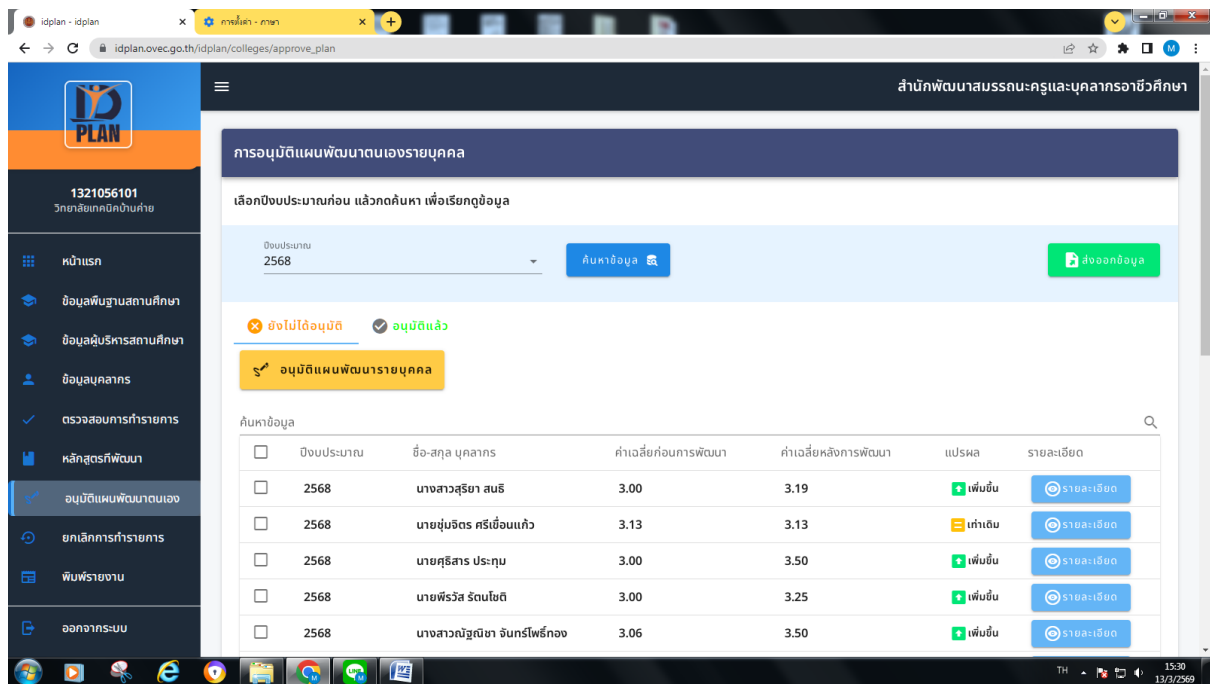 idplan - idplan
การตั้งค่า - ภาษา
idplan.ovec.go.th/idplan/colleges/approve_plan
M
ID
PLAN
สำนักพัฒนาสมรรถนะครูและบุคลากรอาชีวศึกษา
1321056101
วิทยาลัยเทคนิคบ้านค่าย
หน้าแรก
ข้อมูลพื้นฐานสถานศึกษา
ข้อมูลผู้บริหารสถานศึกษา
ข้อมูลบุคลากร
ตรวจสอบการทำรายการ
หลักสูตรที่พัฒนา
อนุมัติแผนพัฒนาตนเอง
ยกเลิกการทำรายการ
พิมพ์รายงาน
ออกจากระบบ
การอนุมัติแผนพัฒนาตนเองรายบุคคล
เลือกปีงบประมาณก่อน แล้วกดค้นหา เพื่อเรียกดูข้อมูล
ปีงบประมาณ
2568
ค้นหาข้อมูล
ส่งออกข้อมูล
ยังไม่ได้อนุมัติ
อนุมัติแล้ว
อนุมัติแผนพัฒนารายบุคคล
ค้นหาข้อมูล
ปีงบประมาณ ชื่อ-สกุล บุคลากร ค่าเฉลี่ยก่อนการพัฒนา ค่าเฉลี่ยหลังการพัฒนา แปรผล รายละเอียด
2568 นางสาวสุริยา สนธิ 3.00 3.19 เพิ่มขึ้น รายละเอียด
2568 นายชุ่มจิตร ศรีเขื่อนแก้ว 3.13 3.13 เท่าเดิม รายละเอียด
2568 นายศุธิสาร ประทุม 3.00 3.50 เพิ่มขึ้น รายละเอียด
2568 นายพีรวัส รัตนโชติ 3.00 3.25 เพิ่มขึ้น รายละเอียด
2568 นางสาวณัฐณิชา จันทร์โพธิ์ทอง 3.06 3.50 เพิ่มขึ้น รายละเอียด
TH
15:30
13/3/2569